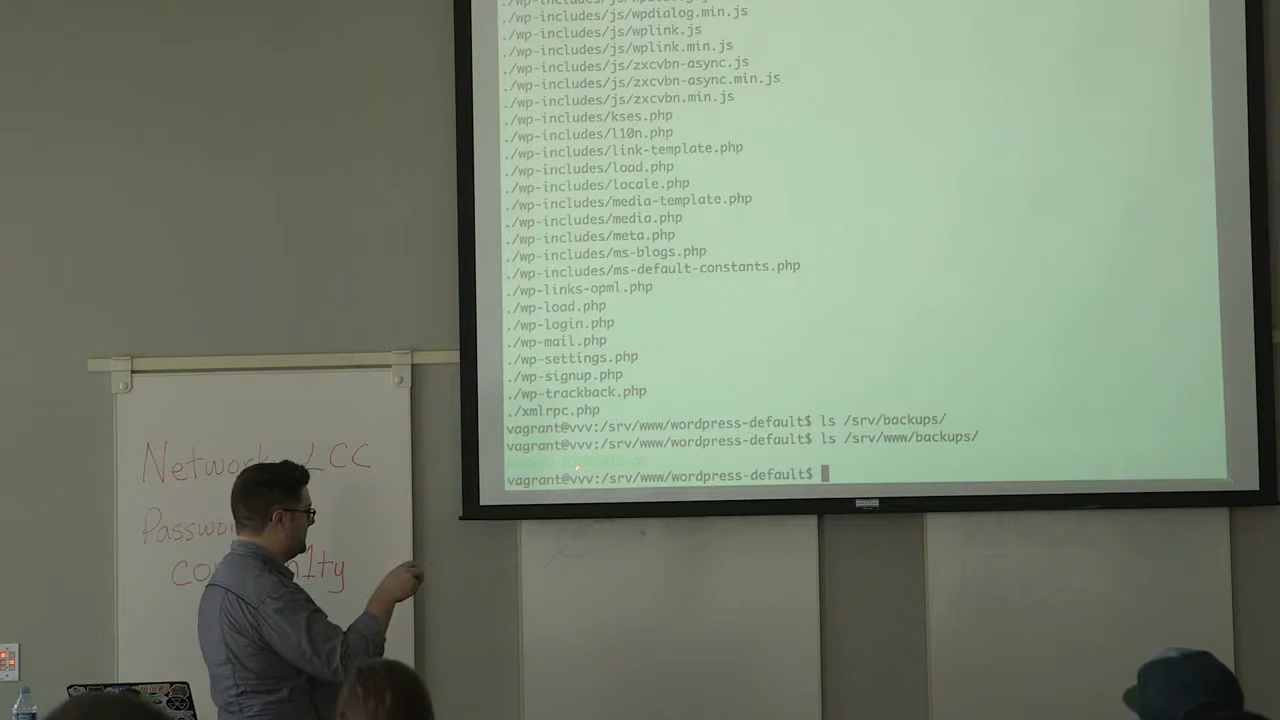 ./wp-includes/js/wpdialog.min.js
./wp-includes/js/wplink.js
./wp-includes/js/wplink.min.js
./wp-includes/js/zxcvbn-async.js
./wp-includes/js/zxcvbn-async.min.js
./wp-includes/js/zxcvbn.min.js
./wp-includes/kses.php
./wp-includes/l10n.php
./wp-includes/link-template.php
./wp-includes/load.php
./wp-includes/locale.php
./wp-includes/media-template.php
./wp-includes/media.php
./wp-includes/meta.php
./wp-includes/ms-blogs.php
./wp-includes/ms-default-constants.php
./wp-links-opml.php
./wp-load.php
./wp-login.php
./wp-mail.php
./wp-settings.php
./wp-signup.php
./wp-trackback.php
./xmlrpc.php
vagrant@vvv:/srv/www/wordpress-default$ ls /srv/backups/
vagrant@vvv:/srv/www/wordpress-default$ ls /srv/www/backups/
vagrant@vvv:/srv/www/wordpress-default$
Network LCC